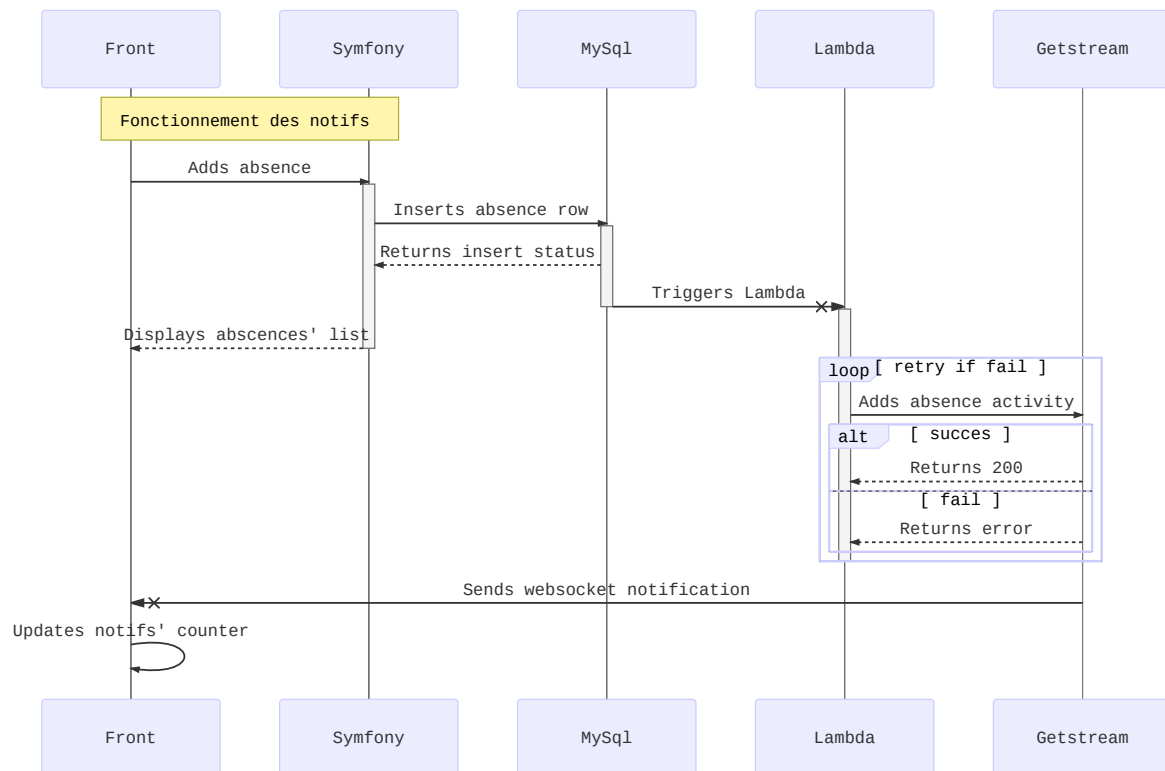 Front
Symfony
MySql
Lambda
Getstream
Fonctionnement des notifs
Adds absence
Inserts absence row
Returns insert status
Triggers Lambda
Displays abscences' list
loop [ retry if fail ]
Adds absence activity
alt [ succes ]
Returns 200
[ fail ]
Returns error
Sends websocket notification
Updates notifs' counter
Front
Symfony
MySql
Lambda
Getstream